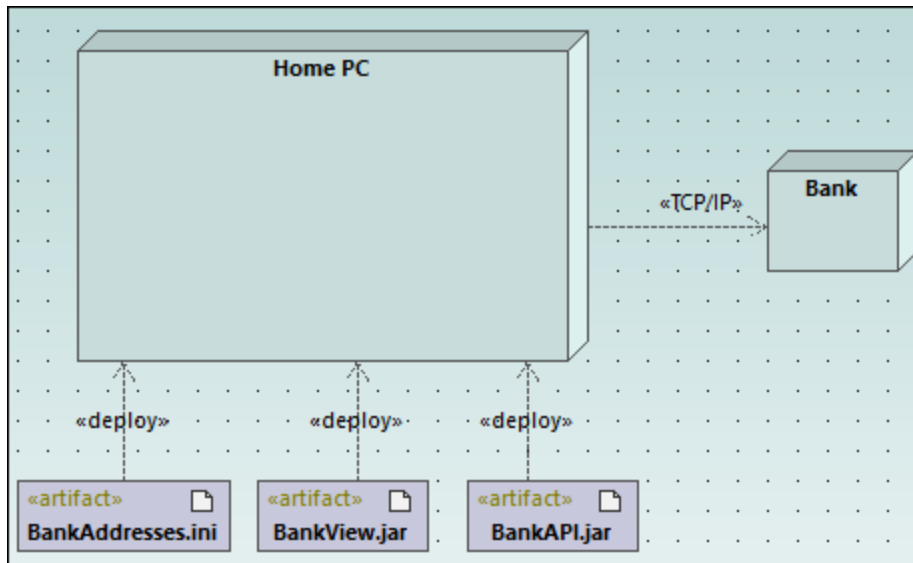 Home PC
Bank
«TCP/IP»
«deploy» «deploy» «deploy»
«artifact» «artifact» «artifact»
BankAddresses.ini BankView.jar BankAPI.jar